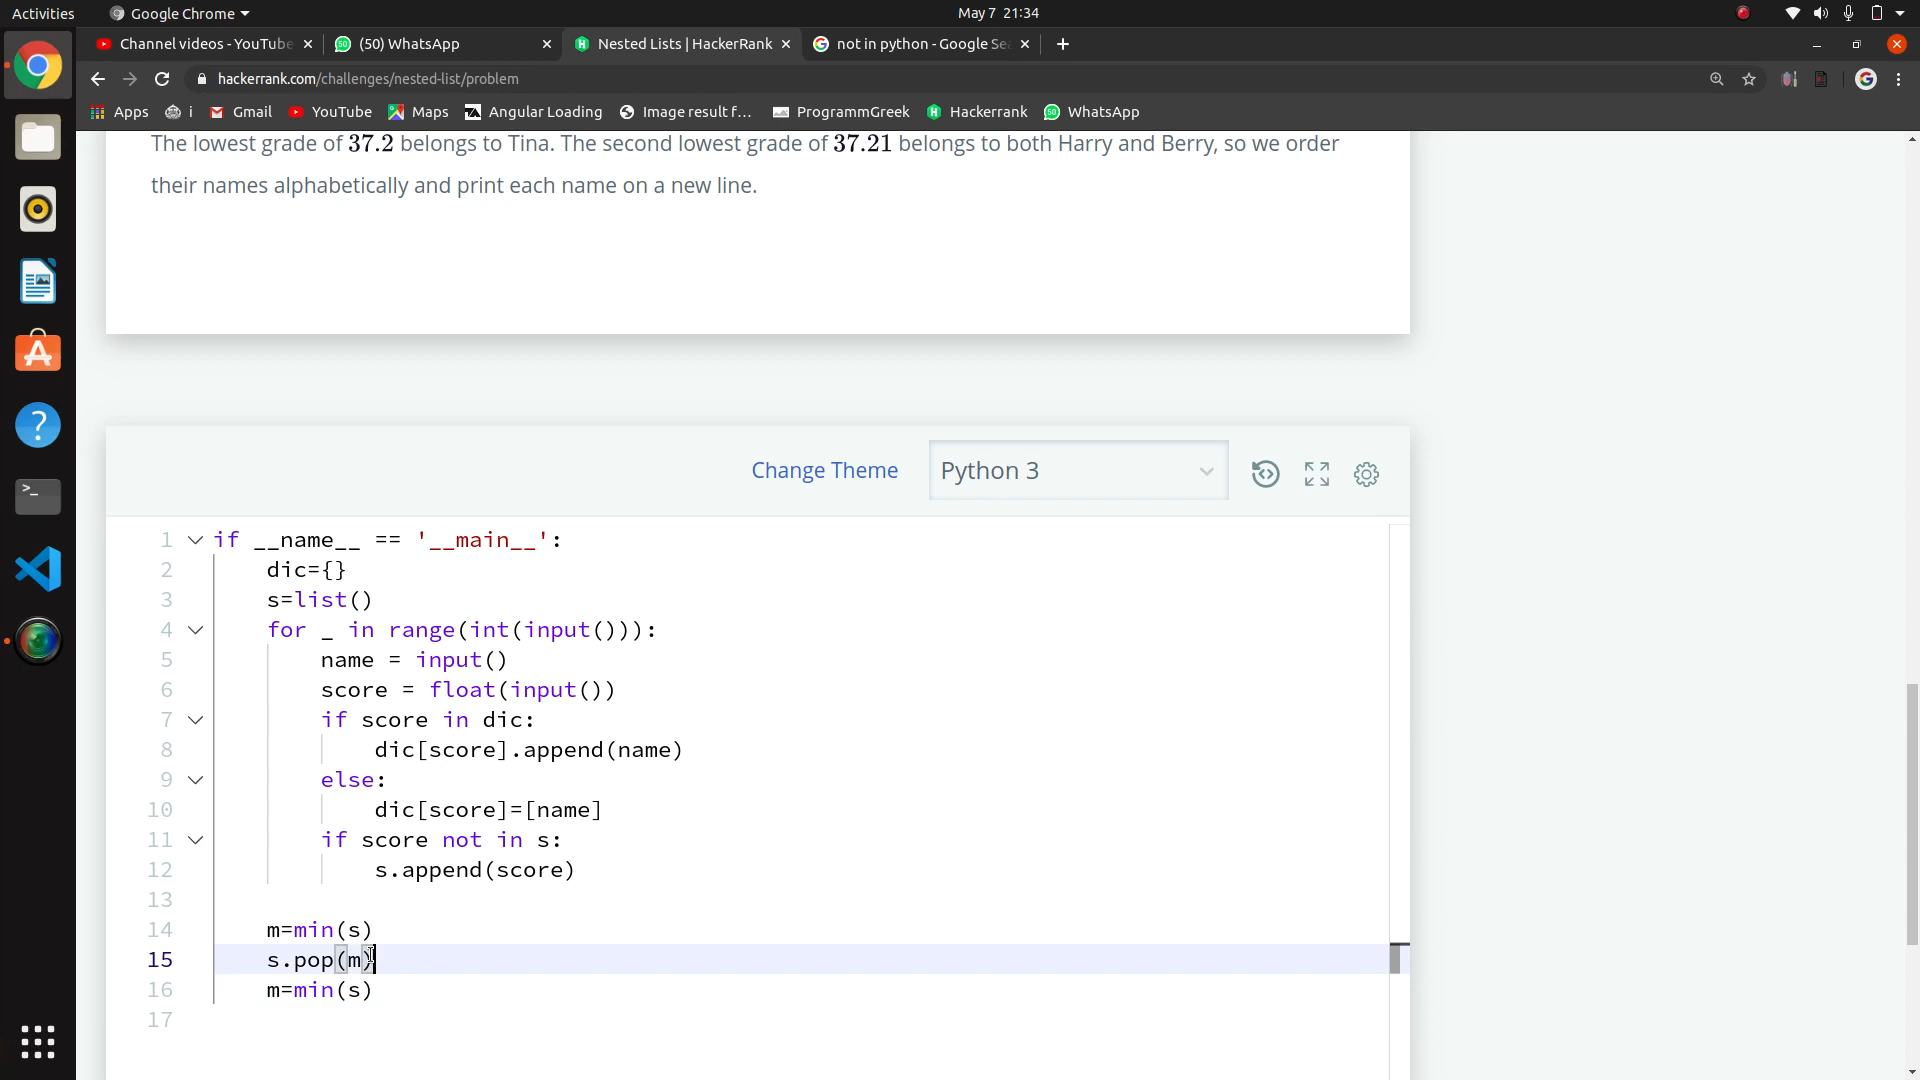 Activities Google Chrome May 7 21:34
Channel videos - YouTube (50) WhatsApp Nested Lists | HackerRank not in python - Google Se
hackerrank.com/challenges/nested-list/problem
Apps i Gmail YouTube Maps Angular Loading Image result f... ProgrammGreek Hackerrank WhatsApp
The lowest grade of 37.2 belongs to Tina. The second lowest grade of 37.21 belongs to both Harry and Berry, so we order
their names alphabetically and print each name on a new line.
Change Theme Python 3
1 if __name__ == '__main__':
2 dic={}
3 s=list()
4 for _ in range(int(input())):
5 name = input()
6 score = float(input())
7 if score in dic:
8 dic[score].append(name)
9 else:
10 dic[score]=[name]
11 if score not in s:
12 s.append(score)
13
14 m=min(s)
15 s.pop(m)
16 m=min(s)
17